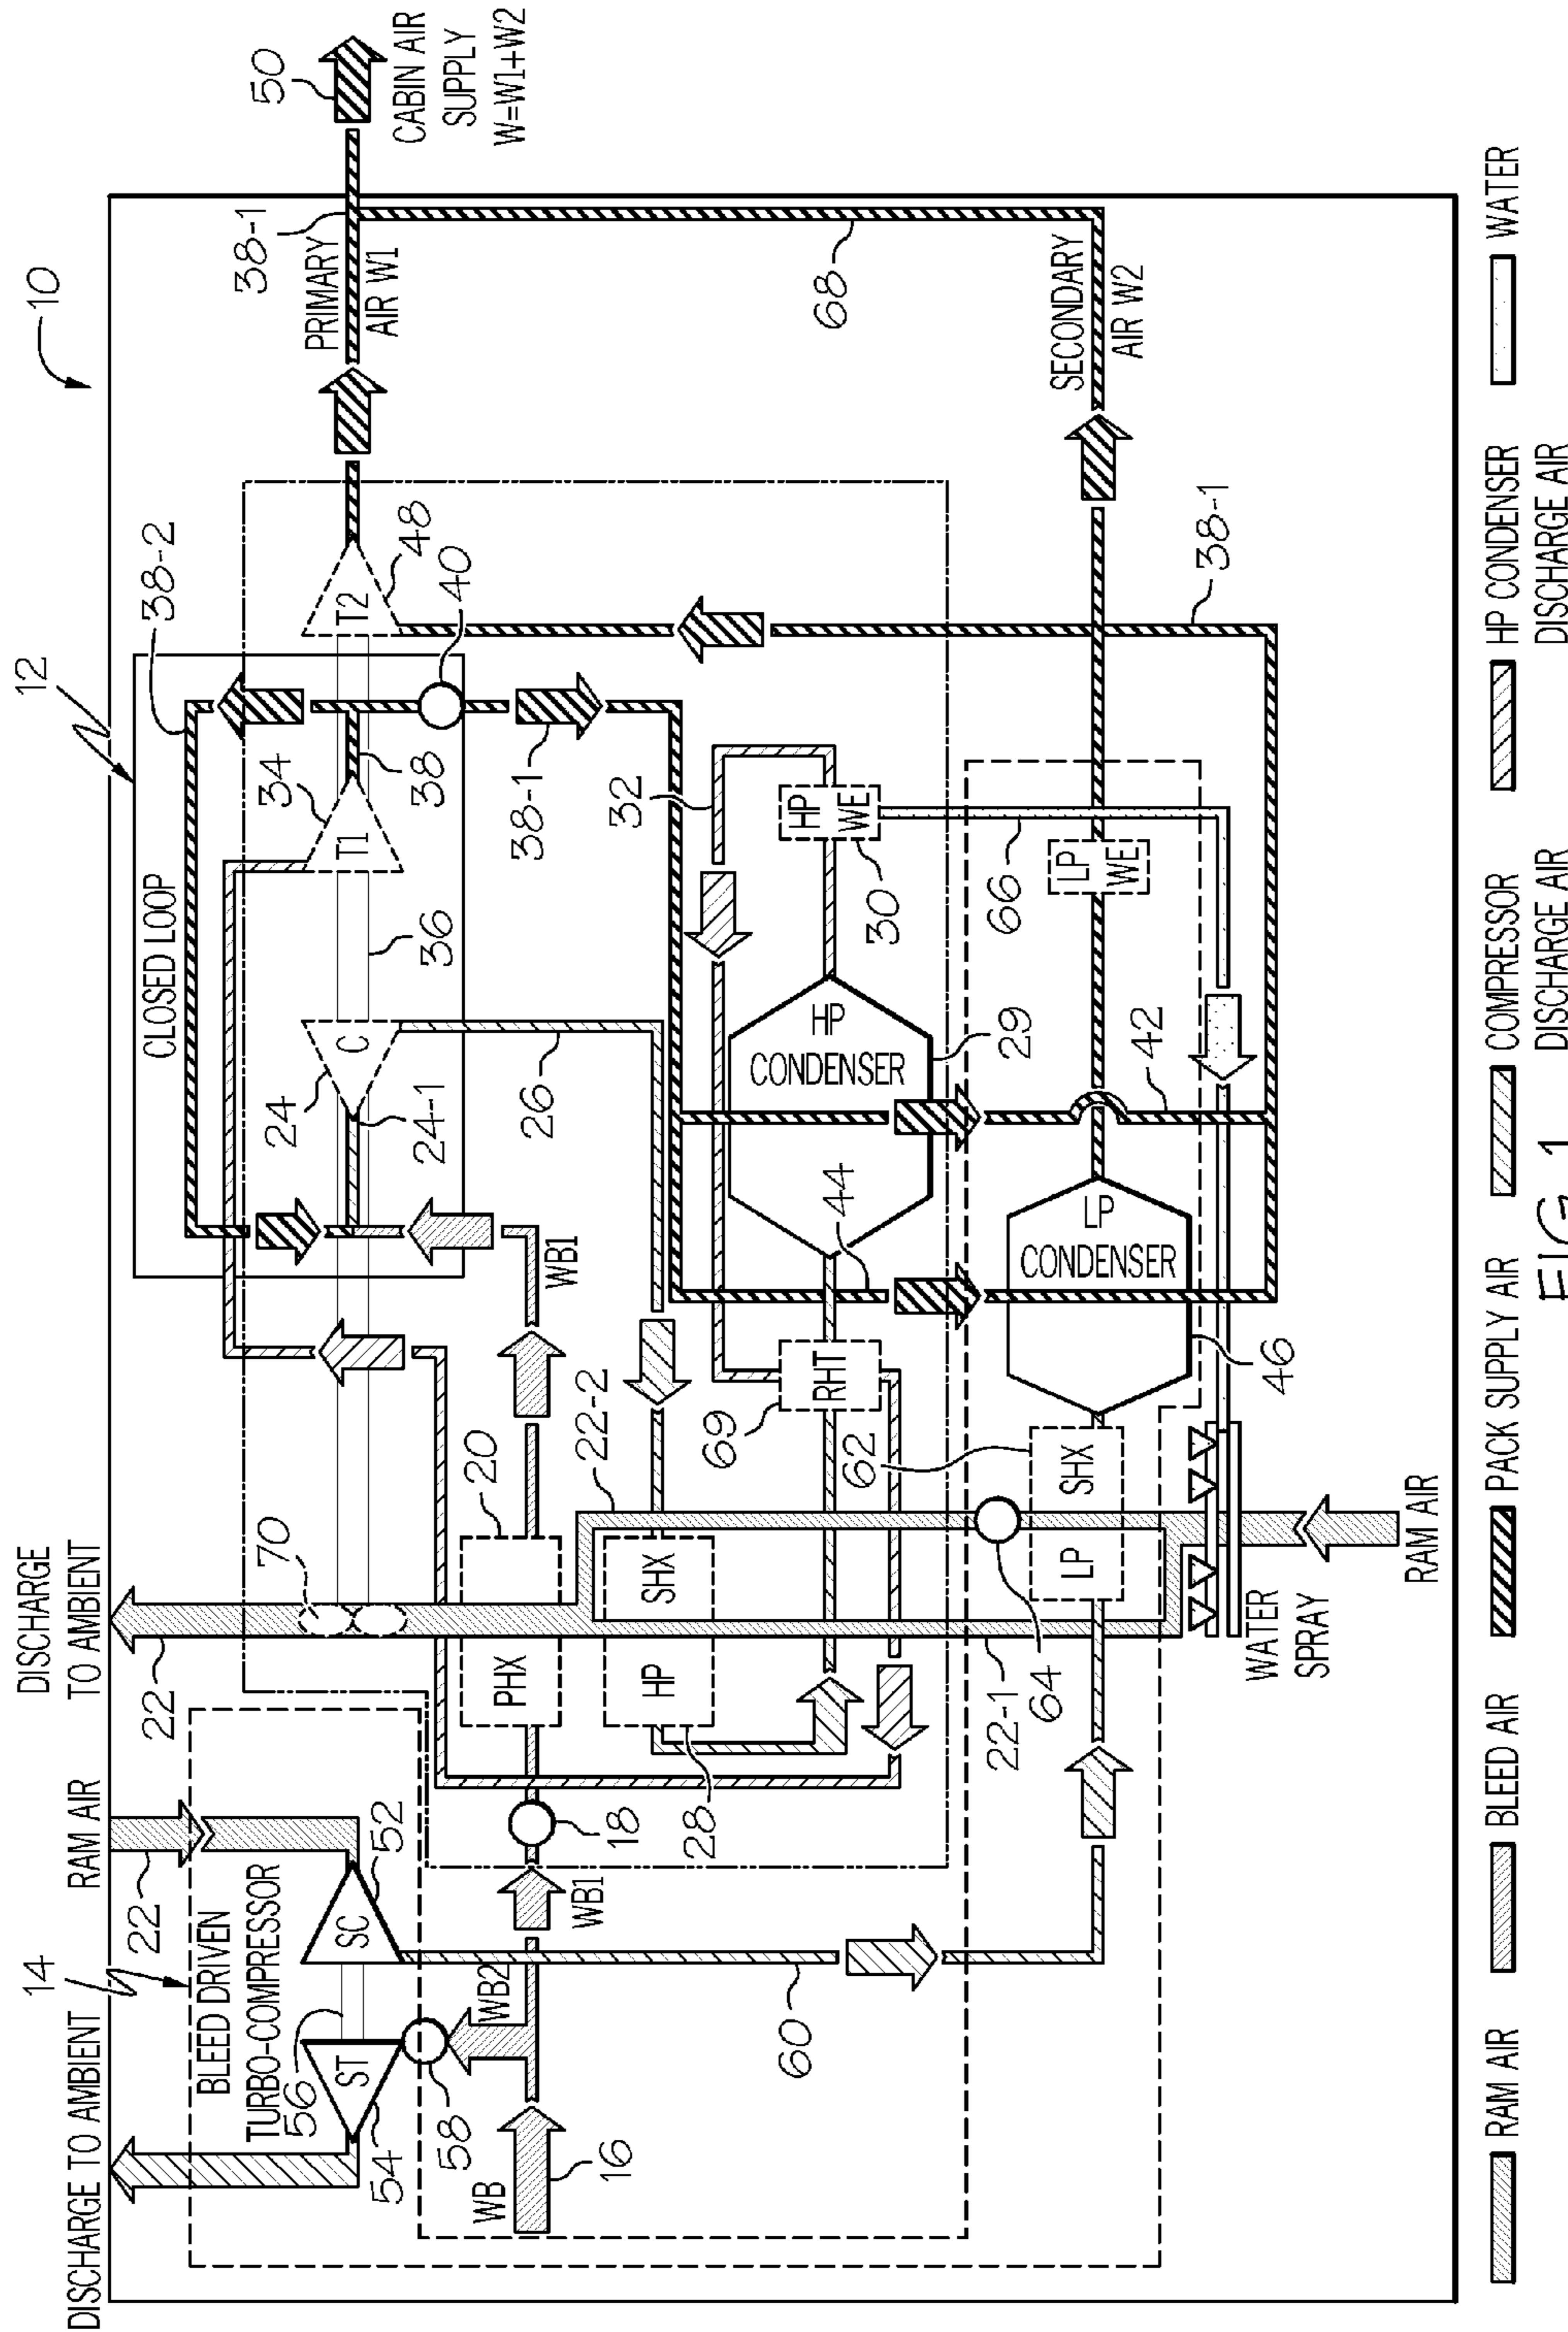 10
12
14
DISCHARGE TO AMBIENT
RAM AIR
DISCHARGE
TO AMBIENT
22
22
70
BLEED DRIVEN
TURBO-COMPRESSOR
56
ST
54
58
SC
52
CLOSED LOOP
38-2
24
C
24-1
36
34
T1
38
T2
48
40
38-1
PRIMARY
AIR W1
50
CABIN AIR
SUPPLY
W=W1+W2
WB
16
WB2
WB1
18
PHX
20
WB1
26
38-1
HP
SHX
28
22-2
69
RHT
44
HP
CONDENSER
29
32
HP
WE
30
60
62
22-1
64
LP
SHX
LP
CONDENSER
46
42
66
LP
WE
38-1
SECONDARY
AIR W2
68
WATER
SPRAY
RAM AIR
RAM AIR
BLEED AIR
PACK SUPPLY AIR
COMPRESSOR
DISCHARGE AIR
HP CONDENSER
DISCHARGE AIR
WATER
FIG. 1